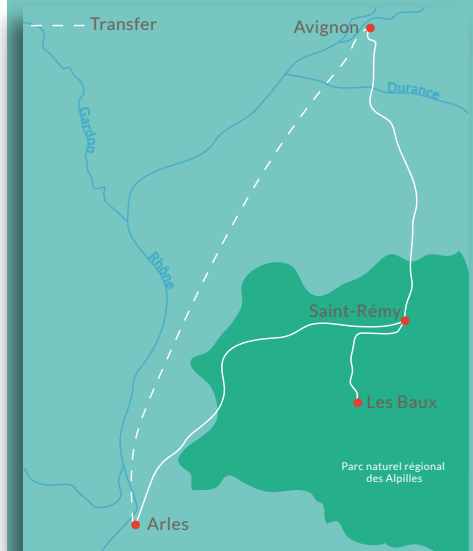 Transfer
Avignon
Durance
Gardon
Rhône
Saint-Rémy
Les Baux
Parc naturel régional
des Alpilles
Arles